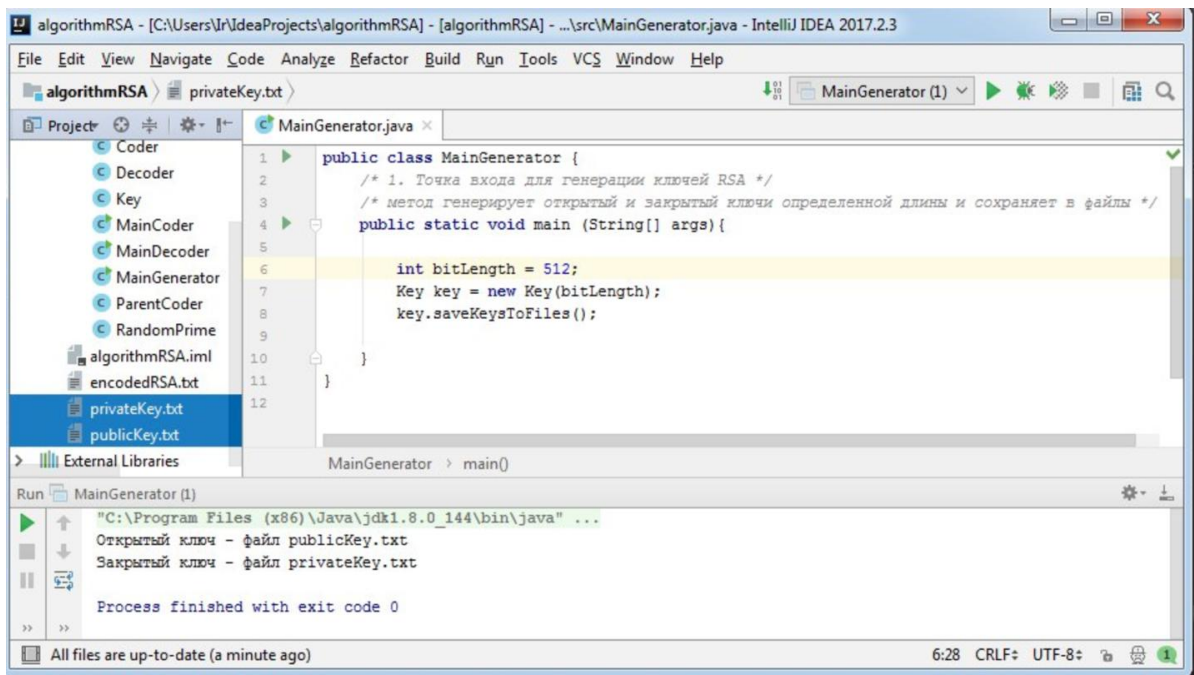 algorithmRSA - [C:\Users\Ir\IdeaProjects\algorithmRSA] - [algorithmRSA] - ...\src\MainGenerator.java - IntelliJ IDEA 2017.2.3
File Edit View Navigate Code Analyze Refactor Build Run Tools VCS Window Help
algorithmRSA privateKey.txt MainGenerator (1)
Project MainGenerator.java
Coder
Decoder
Key
MainCoder
MainDecoder
MainGenerator
ParentCoder
RandomPrime
algorithmRSA.iml
encodedRSA.txt
privateKey.txt
publicKey.txt
External Libraries
1 public class MainGenerator {
2 /* 1. Точка входа для генерации ключей RSA */
3 /* метод генерирует открытый и закрытый ключи определенной длины и сохраняет в файлы */
4 public static void main (String[] args){
5
6 int bitLength = 512;
7 Key key = new Key(bitLength);
8 key.saveKeysToFiles();
9
10 }
11 }
12
MainGenerator > main()
Run MainGenerator (1)
"C:\Program Files (x86)\Java\jdk1.8.0_144\bin\java" ...
Открытый ключ - файл publicKey.txt
Закрытый ключ - файл privateKey.txt
Process finished with exit code 0
All files are up-to-date (a minute ago) 6:28 CRLF UTF-8 1